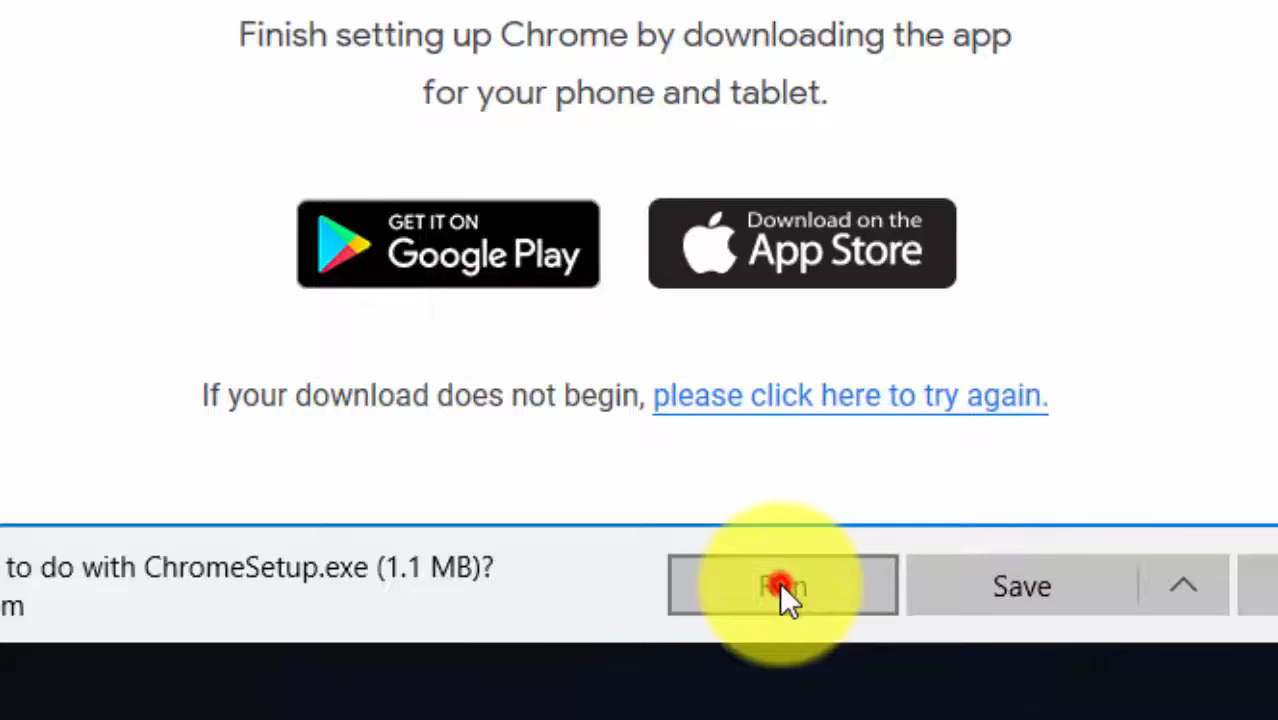 Finish setting up Chrome by downloading the app
for your phone and tablet.
GET IT ON
Google Play
Download on the
App Store
If your download does not begin, please click here to try again.
to do with ChromeSetup.exe (1.1 MB)?
m
Run
Save